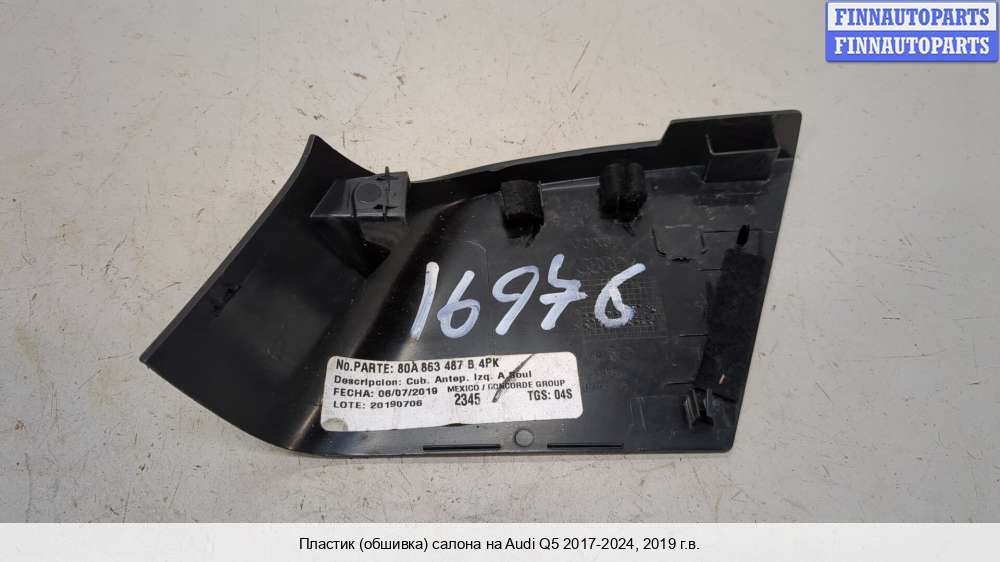 FINNAUTOPARTS
FINNAUTOPARTS
16976
No.PARTE: 80A 863 487 B 4PK
Descripcion: Cub. Antep. Izq. A Soul
FECHA: 06/07/2019 MEXICO / CONCORDE GROUP
LOTE: 20190706 2345 TGS: 04S
Пластик (обшивка) салона на Audi Q5 2017-2024, 2019 г.в.